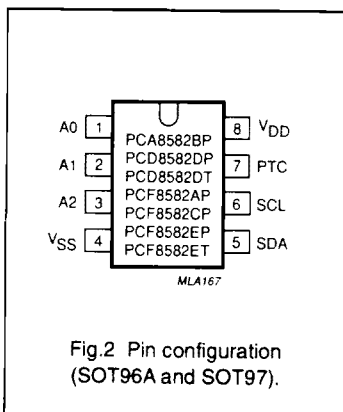 A0 1
PCA8582BP
8 VDD
A1 2
PCD8582DP
PCD8582DT
7 PTC
A2 3
PCF8582AP
PCF8582CP
6 SCL
VSS 4
PCF8582EP
PCF8582ET
5 SDA
MLA167
Fig.2 Pin configuration
(SOT96A and SOT97).